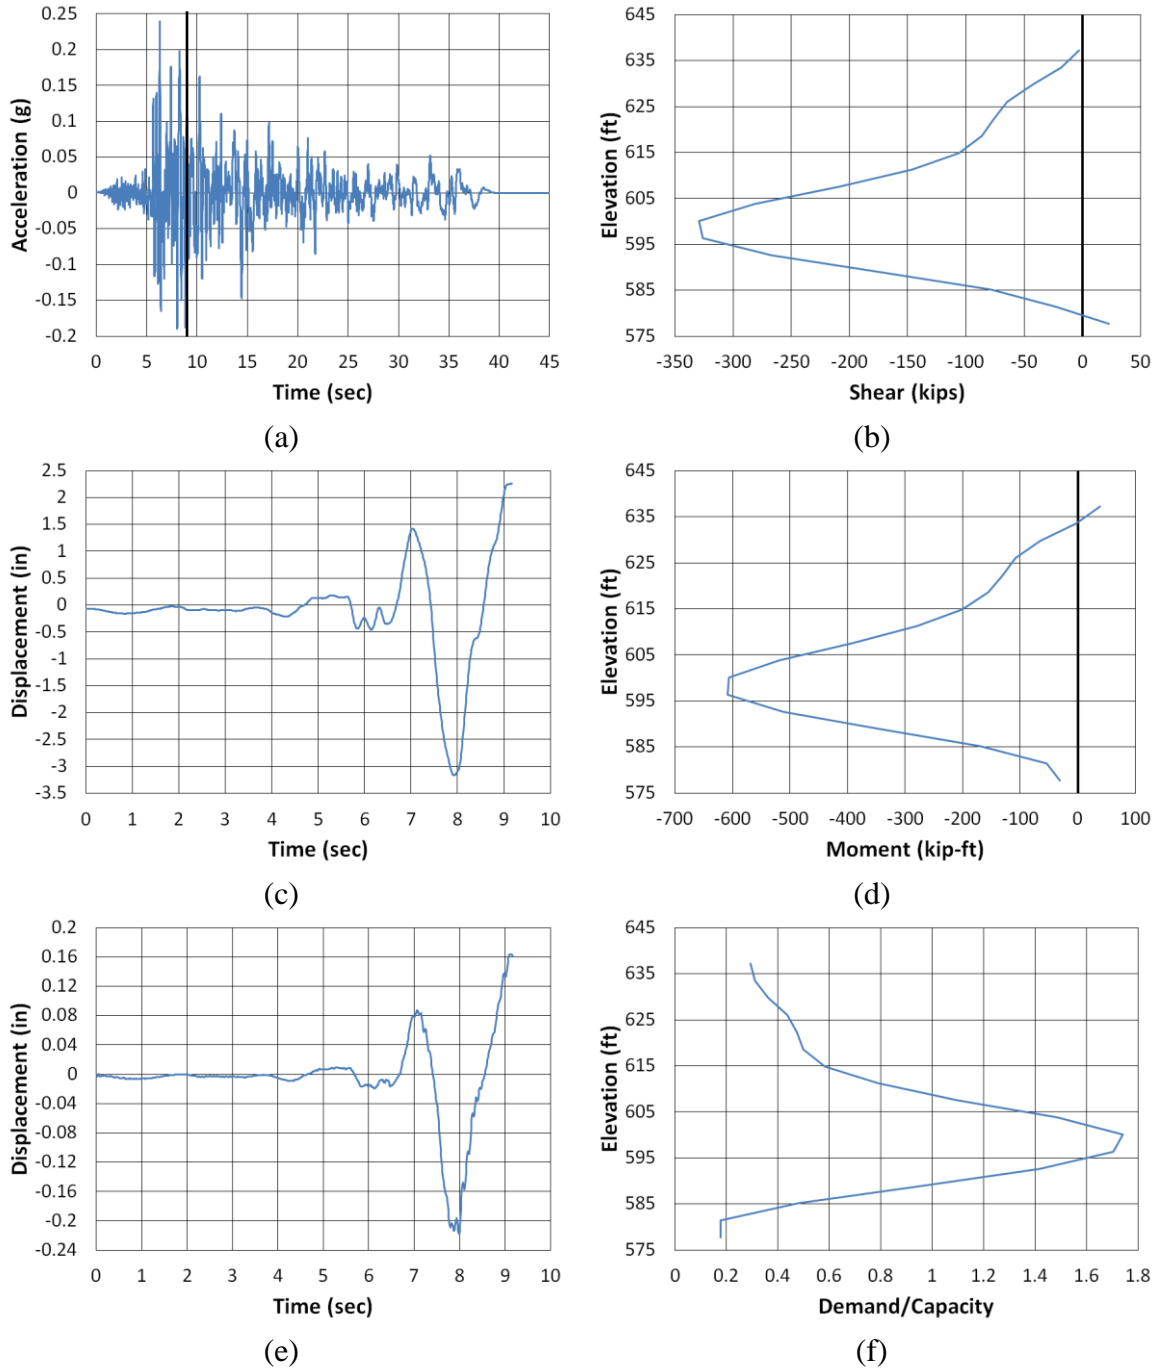 0.25
0.2
0.15
0.1
0.05
0
-0.05
-0.1
-0.15
-0.2
Acceleration (g)
0 5 10 15 20 25 30 35 40 45
Time (sec)
(a)
645
635
625
615
605
595
585
575
Elevation (ft)
-350 -300 -250 -200 -150 -100 -50 0 50
Shear (kips)
(b)
2.5
2
1.5
1
0.5
0
-0.5
-1
-1.5
-2
-2.5
-3
-3.5
Displacement (in)
0 1 2 3 4 5 6 7 8 9 10
Time (sec)
(c)
645
635
625
615
605
595
585
575
Elevation (ft)
-700 -600 -500 -400 -300 -200 -100 0 100
Moment (kip-ft)
(d)
0.2
0.16
0.12
0.08
0.04
0
-0.04
-0.08
-0.12
-0.16
-0.2
-0.24
Displacement (in)
0 1 2 3 4 5 6 7 8 9 10
Time (sec)
(e)
645
635
625
615
605
595
585
575
Elevation (ft)
0 0.2 0.4 0.6 0.8 1 1.2 1.4 1.6 1.8
Demand/Capacity
(f)